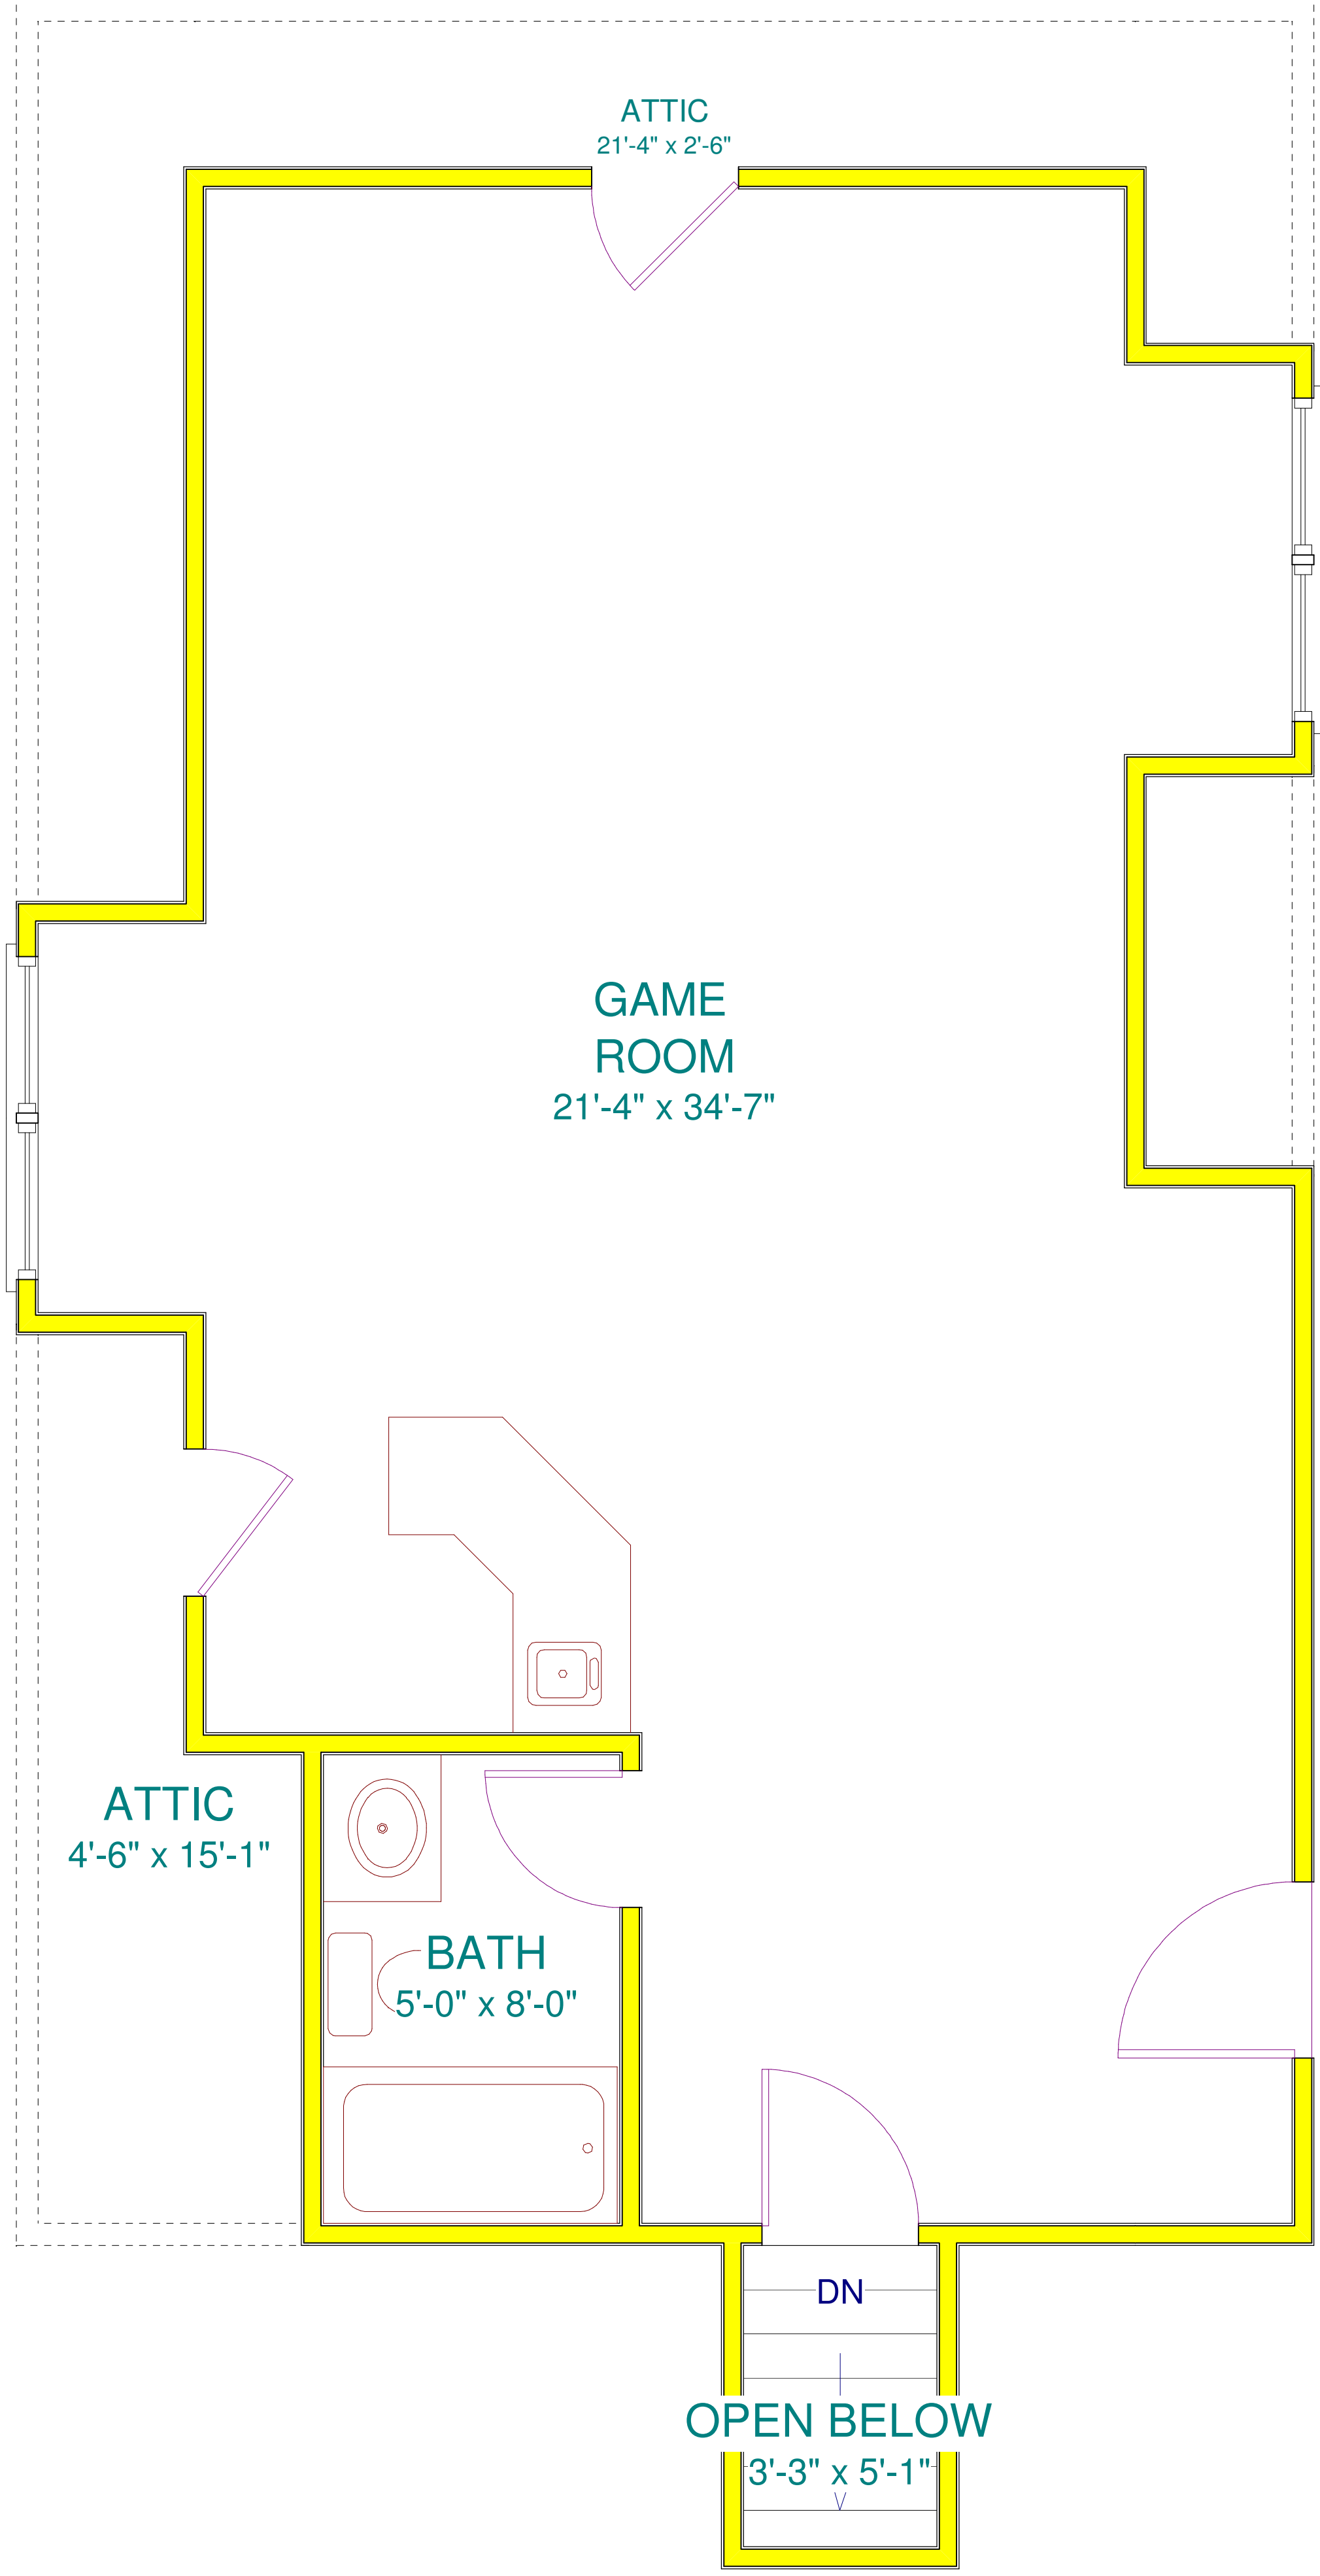 ATTIC
21'-4" x 2'-6"
GAME
ROOM
21'-4" x 34'-7"
ATTIC
4'-6" x 15'-1"
BATH
5'-0" x 8'-0"
DN
OPEN BELOW
3'-3" x 5'-1"